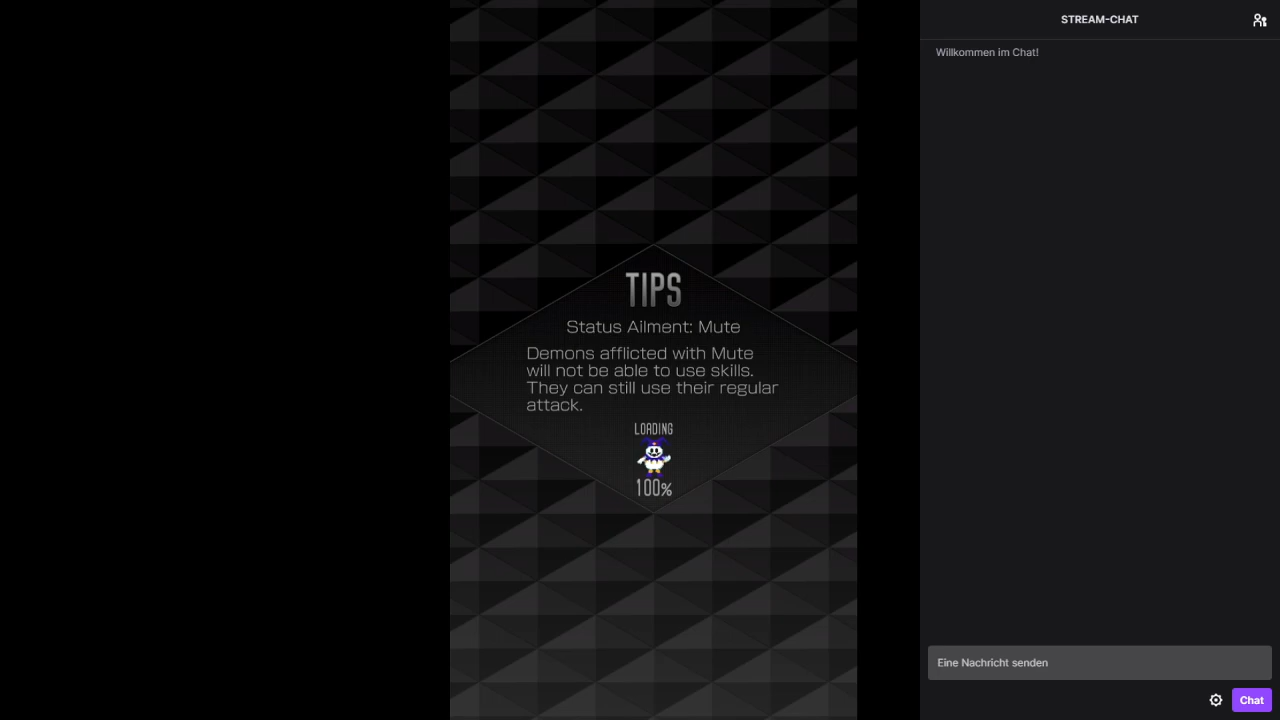 TIPS
Status Ailment: Mute
Demons afflicted with Mute
will not be able to use skills.
They can still use their regular
attack.
LOADING
100%
STREAM-CHAT
Willkommen im Chat!
Eine Nachricht senden
Chat